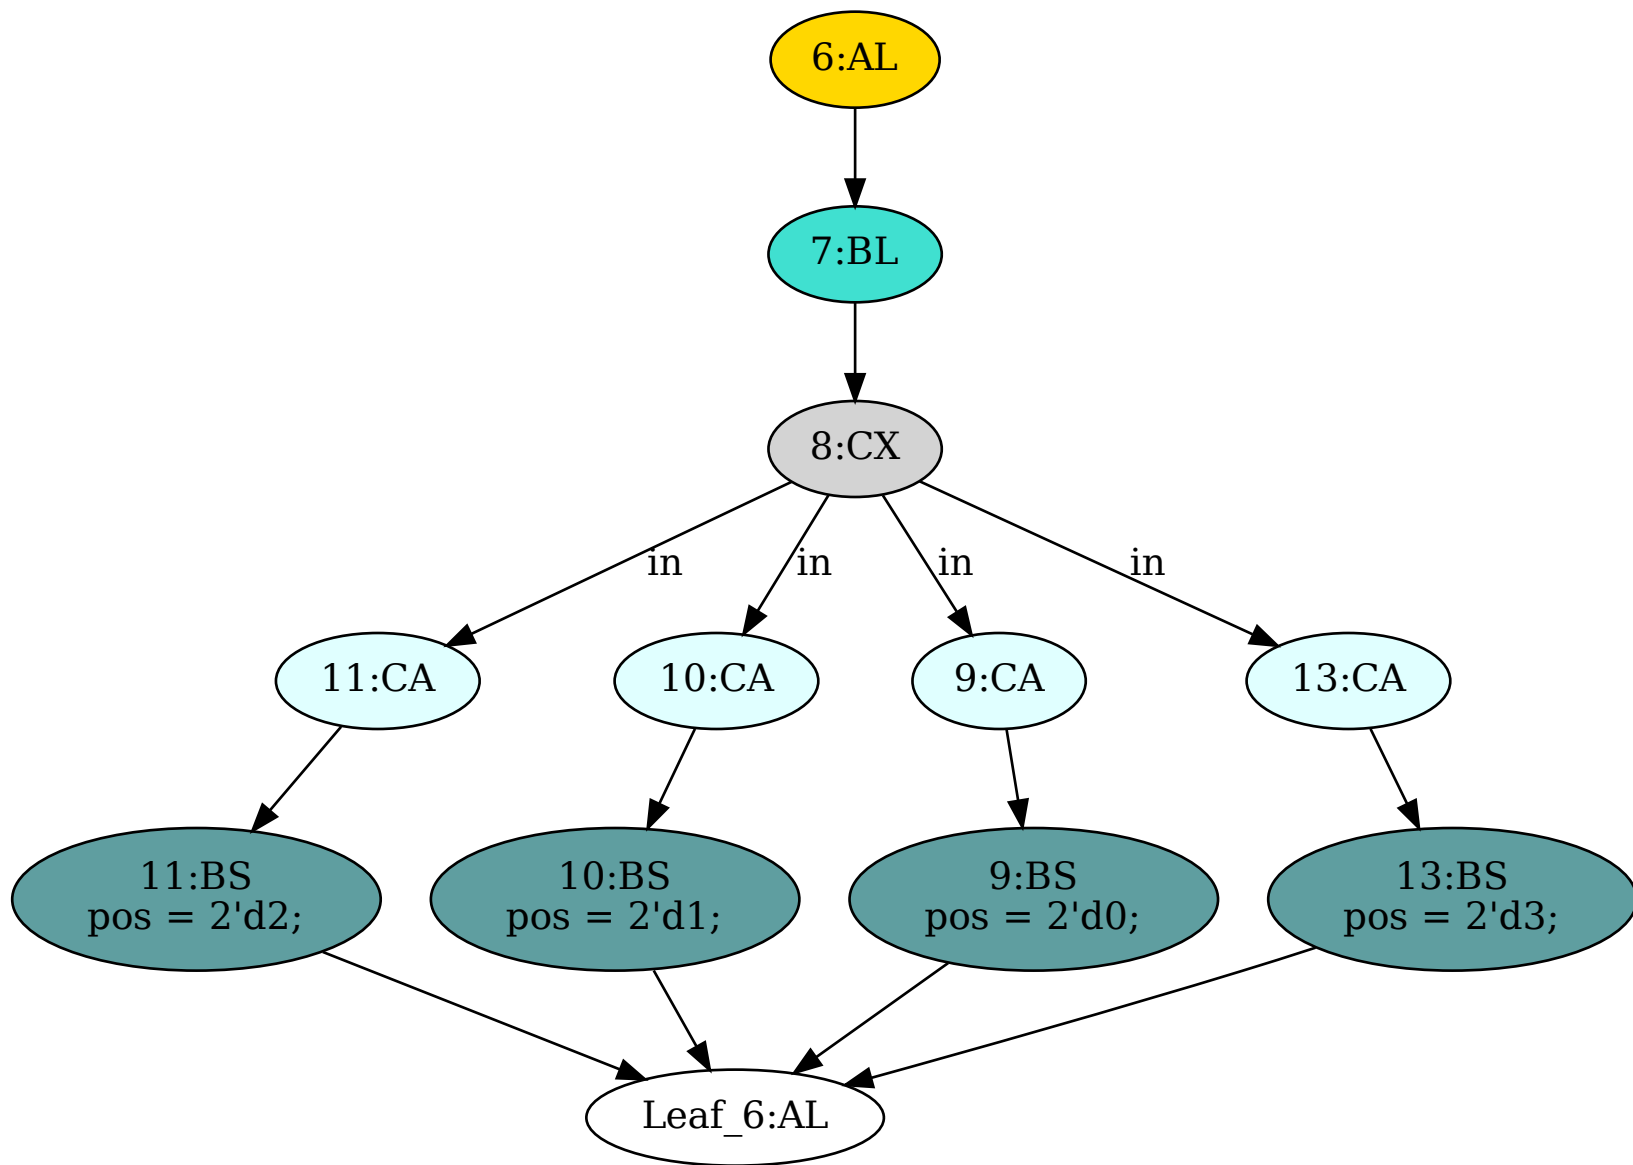 6:AL
7:BL
8:CX
in
in
in
in
11:CA
10:CA
9:CA
13:CA
11:BS
pos = 2'd2;
10:BS
pos = 2'd1;
9:BS
pos = 2'd0;
13:BS
pos = 2'd3;
Leaf_6:AL